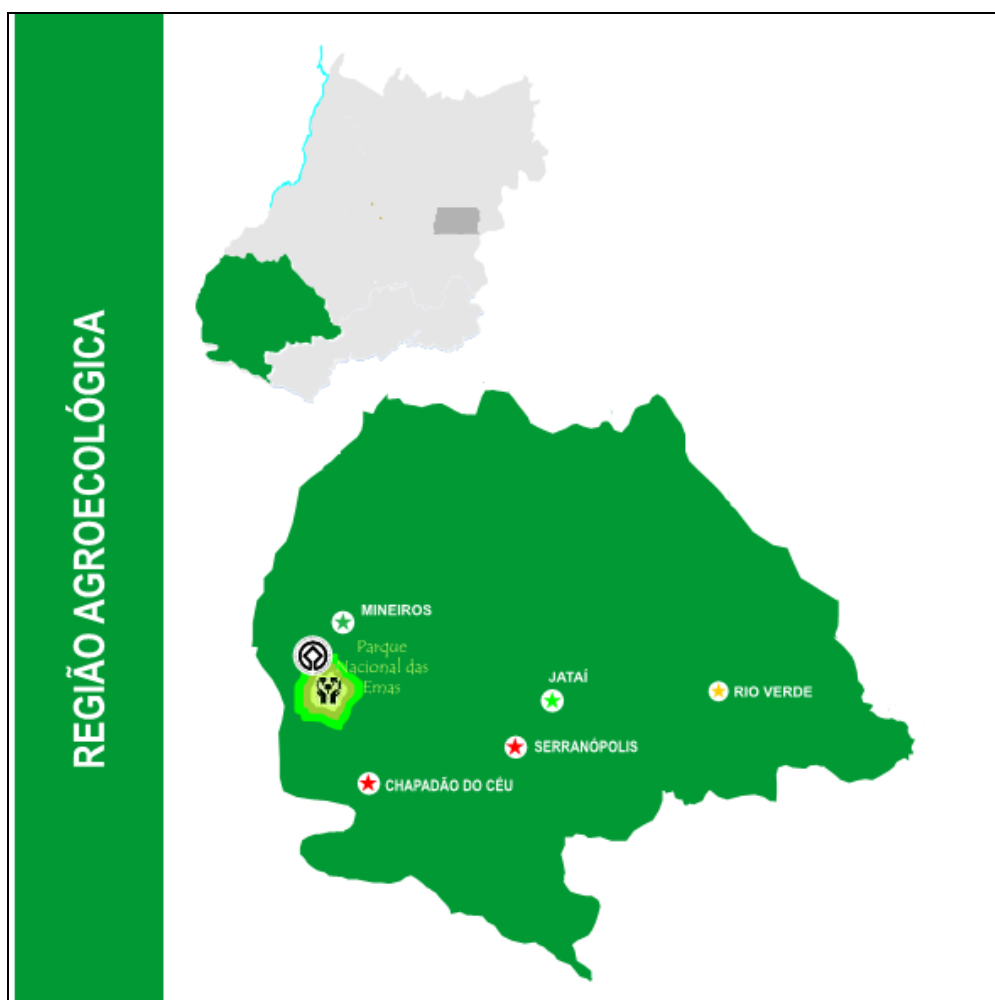 REGIÃO AGROECOLÓGICA
MINEIROS
Parque
Nacional das
Emas
JATAÍ
RIO VERDE
SERRANÓPOLIS
CHAPADÃO DO CÉU